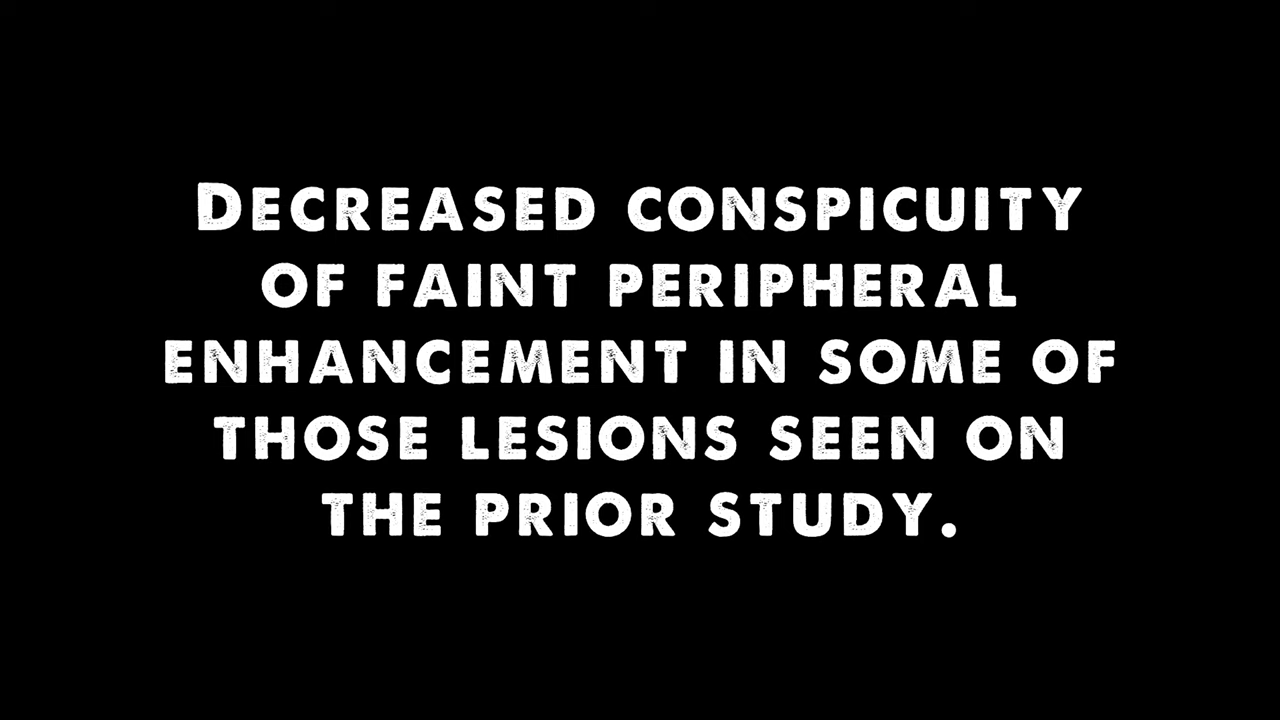 Decreased conspicuity
of faint peripheral
enhancement in some of
those lesions seen on
the prior study.